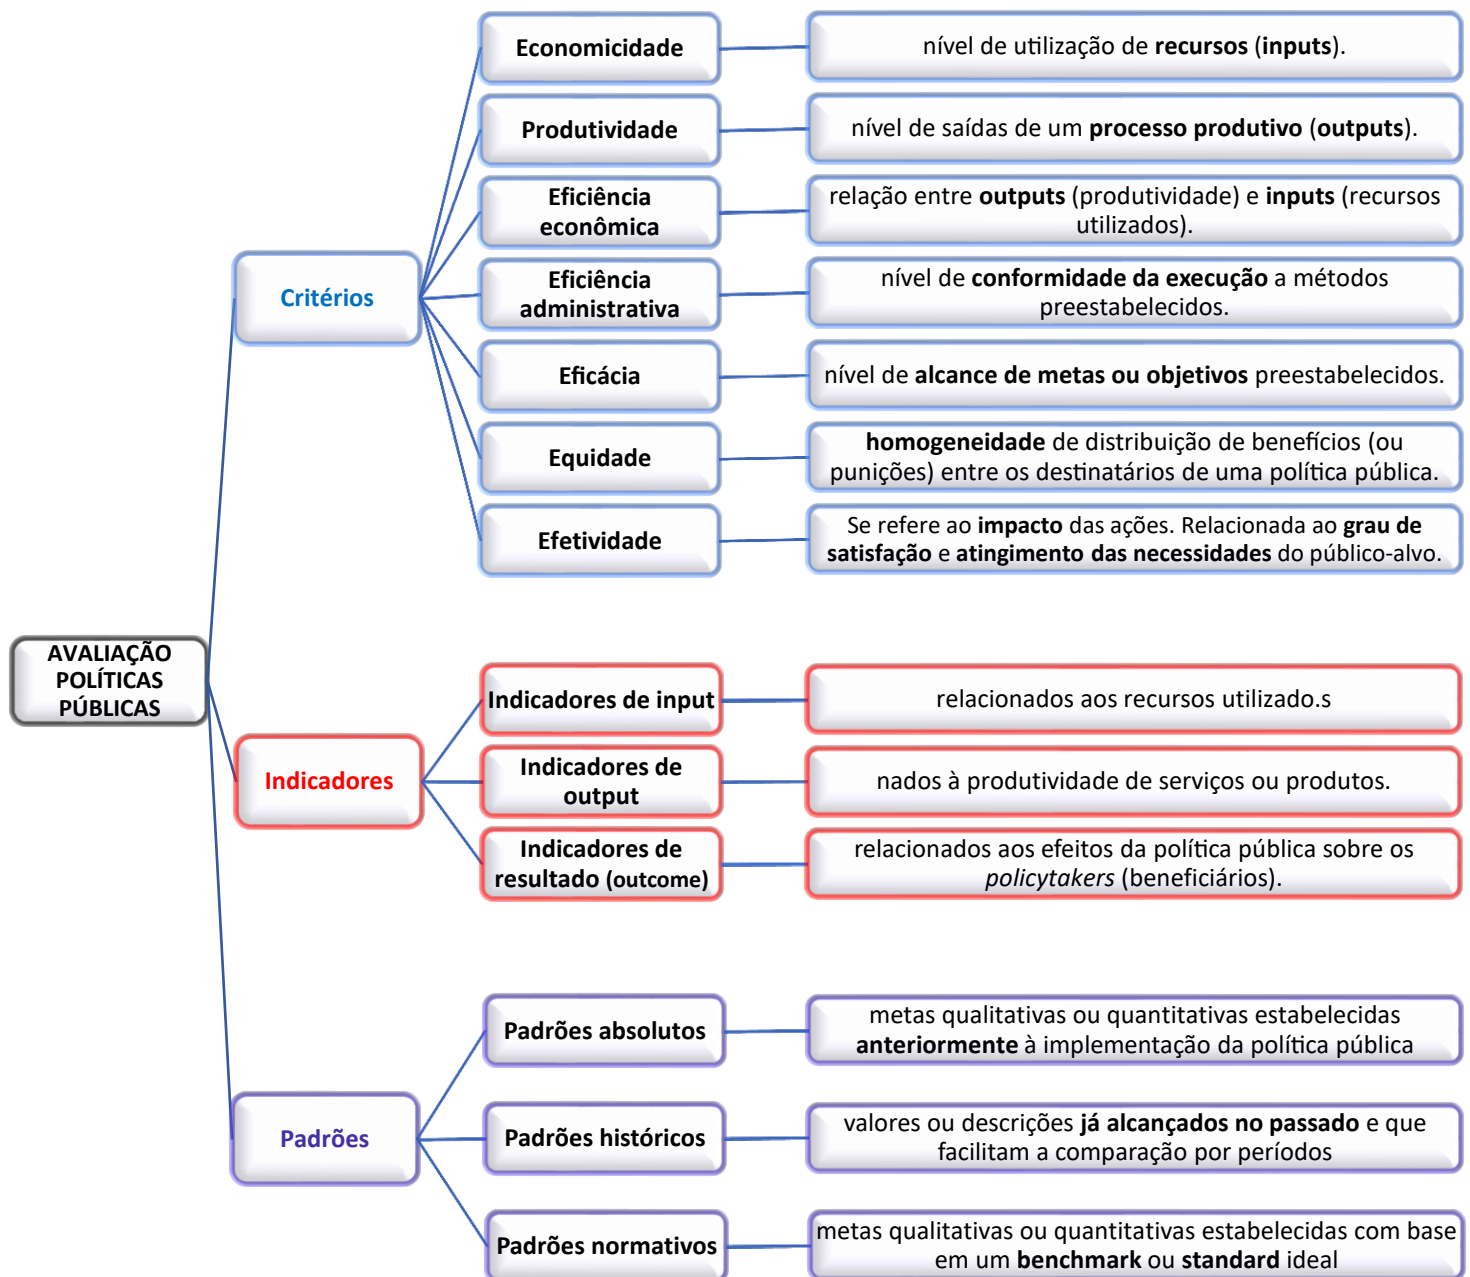 AVALIAÇÃO
POLÍTICAS
PÚBLICAS
Critérios
Economicidade
nível de utilização de recursos (inputs).
Produtividade
nível de saídas de um processo produtivo (outputs).
Eficiência
econômica
relação entre outputs (produtividade) e inputs (recursos
utilizados).
Eficiência
administrativa
nível de conformidade da execução a métodos
preestabelecidos.
Eficácia
nível de alcance de metas ou objetivos preestabelecidos.
Equidade
homogeneidade de distribuição de benefícios (ou
punições) entre os destinatários de uma política pública.
Efetividade
Se refere ao impacto das ações. Relacionada ao grau de
satisfação e atingimento das necessidades do público-alvo.
Indicadores
Indicadores de input
relacionados aos recursos utilizado.s
Indicadores de
output
nados à produtividade de serviços ou produtos.
Indicadores de
resultado (outcome)
relacionados aos efeitos da política pública sobre os
policytakers (beneficiários).
Padrões
Padrões absolutos
metas qualitativas ou quantitativas estabelecidas
anteriormente à implementação da política pública
Padrões históricos
valores ou descrições já alcançados no passado e que
facilitam a comparação por períodos
Padrões normativos
metas qualitativas ou quantitativas estabelecidas com base
em um benchmark ou standard ideal